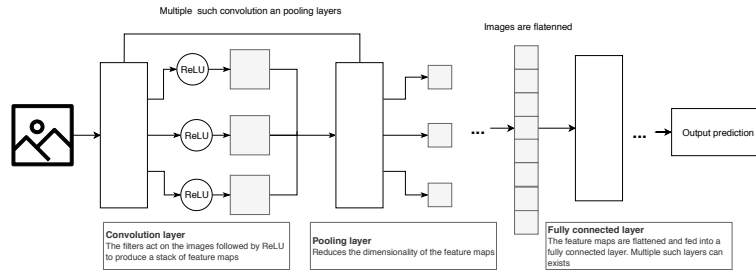 Multiple such convolution an pooling layers
Images are flatenned
ReLU
ReLU
ReLU
...
...
Output prediction
Convolution layer
The filters act on the images followed by ReLU
to produce a stack of feature maps
Pooling layer
Reduces the dimensionality of the feature maps
Fully connected layer
The feature maps are flattened and fed into a
fully connected layer. Multiple such layers can
exists